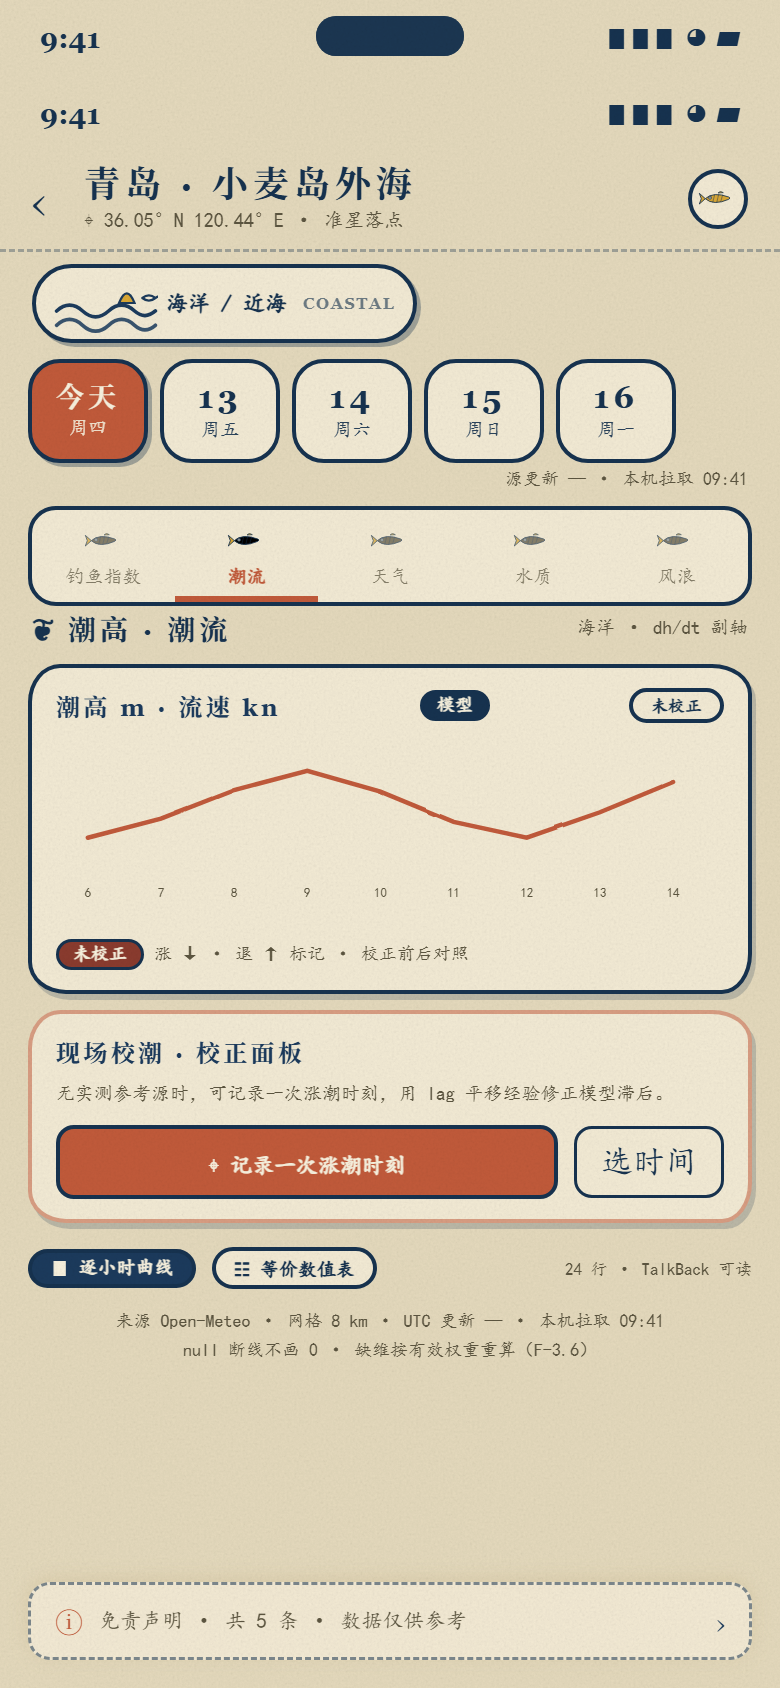 9:41
9:41
‹
青岛 · 小麦岛外海
⌖ 36.05° N 120.44° E • 准星落点
海洋 / 近海 COASTAL
今天 13 14 15 16
周四 周五 周六 周日 周一
源更新 — • 本机拉取 09:41
钓鱼指数 潮流 天气 水质 风浪
❦ 潮高 · 潮流 海洋 • dh/dt 副轴
潮高 m · 流速 kn 模型 未校正
6 7 8 9 10 11 12 13 14
未校正 涨 ↓ • 退 ↑ 标记 • 校正前后对照
现场校潮 · 校正面板
无实测参考源时, 可记录一次涨潮时刻, 用 lag 平移经验修正模型滞后。
⌖ 记录一次涨潮时刻 选时间
逐小时曲线 ☷ 等价数值表 24 行 • TalkBack 可读
来源 Open-Meteo • 网格 8 km • UTC 更新 — • 本机拉取 09:41
null 断线不画 0 • 缺维按有效权重重算 (F-3.6)
ⓘ 免责声明 • 共 5 条 • 数据仅供参考 ›